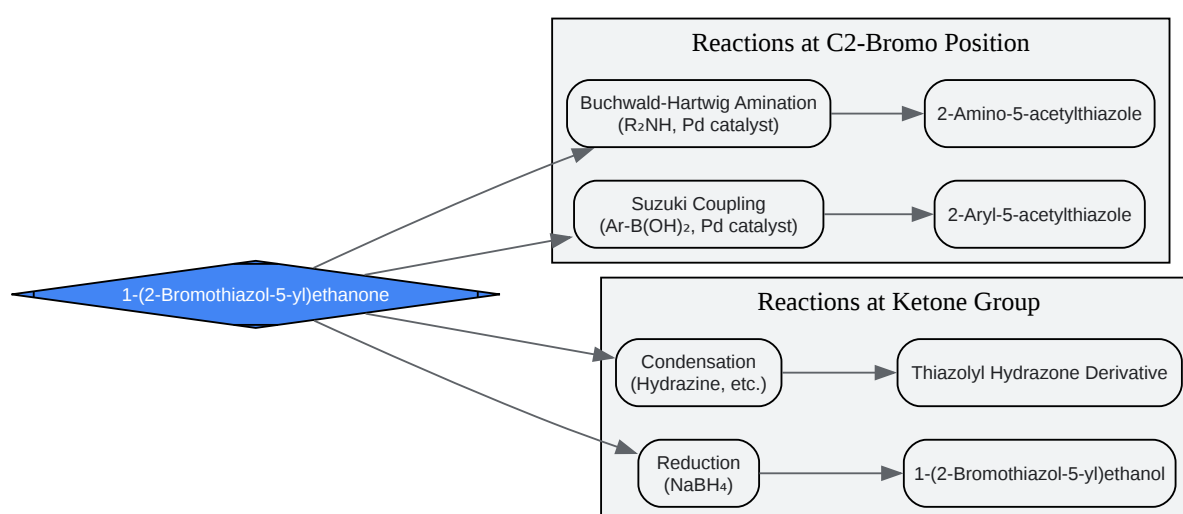 Reactions at C2-Bromo Position
Buchwald-Hartwig Amination
(R₂NH, Pd catalyst)
2-Amino-5-acetylthiazole
Suzuki Coupling
(Ar-B(OH)₂, Pd catalyst)
2-Aryl-5-acetylthiazole
1-(2-Bromothiazol-5-yl)ethanone
Reactions at Ketone Group
Condensation
(Hydrazine, etc.)
Thiazolyl Hydrazone Derivative
Reduction
(NaBH₄)
1-(2-Bromothiazol-5-yl)ethanol